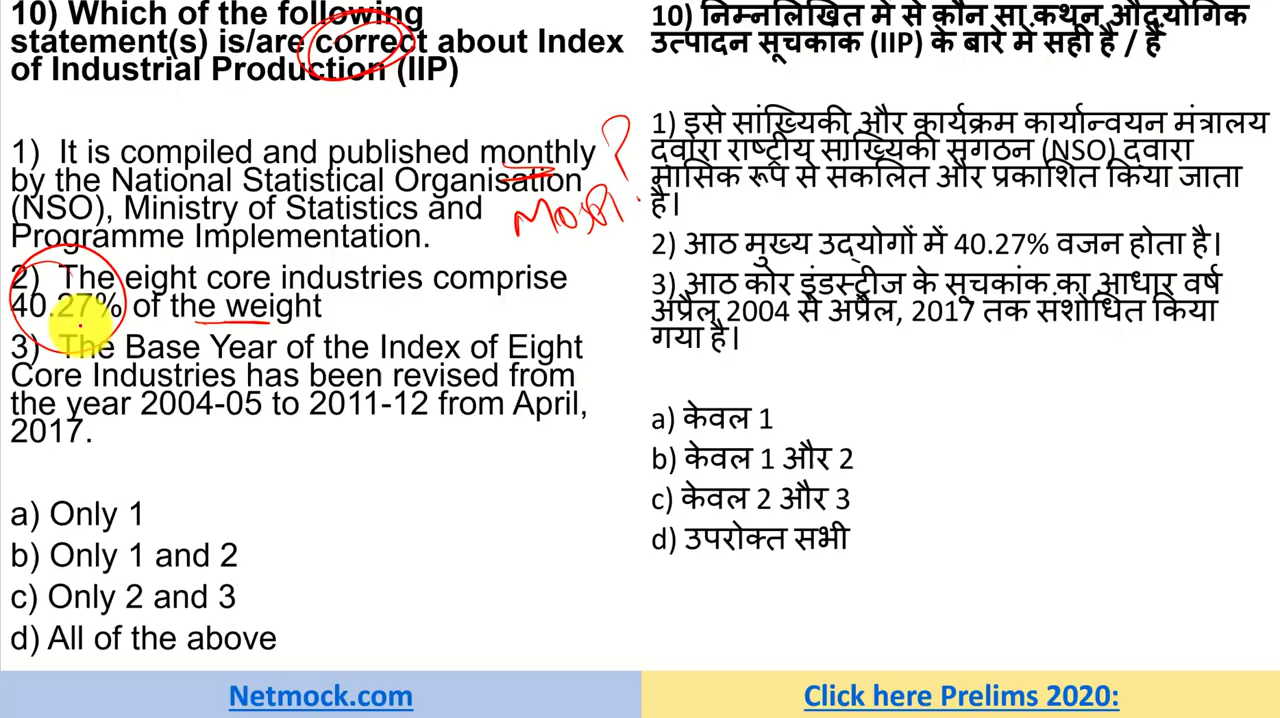 10) Which of the following
statement(s) is/are correct about Index
of Industrial Production (IIP)
1) It is compiled and published monthly
by the National Statistical Organisation
(NSO), Ministry of Statistics and
Programme Implementation.
2) The eight core industries comprise
40.27% of the weight
3) The Base Year of the Index of Eight
Core Industries has been revised from
the year 2004-05 to 2011-12 from April,
2017.
a) Only 1
b) Only 1 and 2
c) Only 2 and 3
d) All of the above
?
10) निम्नलिखित में से कौन सा कथन औद्योगिक
उत्पादन सूचकांक (IIP) के बारे में सही है / हैं
1) इसे सांख्यिकी और कार्यक्रम कार्यान्वयन मंत्रालय
द्वारा राष्ट्रीय सांख्यिकी संगठन (NSO) द्वारा
मासिक रूप से संकलित और प्रकाशित किया जाता
है।
2) आठ मुख्य उद्योगों में 40.27% वजन होता है।
3) आठ कोर इंडस्ट्रीज के सूचकांक का आधार वर्ष
अप्रैल 2004 से अप्रैल, 2017 तक संशोधित किया
गया है।
a) केवल 1
b) केवल 1 और 2
c) केवल 2 और 3
d) उपरोक्त सभी
Netmock.com
Click here Prelims 2020: